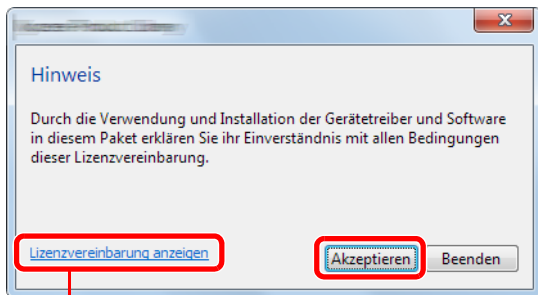 Hinweis
Durch die Verwendung und Installation der Gerätetreiber und Software
in diesem Paket erklären Sie ihr Einverständnis mit allen Bedingungen
dieser Lizenzvereinbarung.
Lizenzvereinbarung anzeigen
Akzeptieren
Beenden